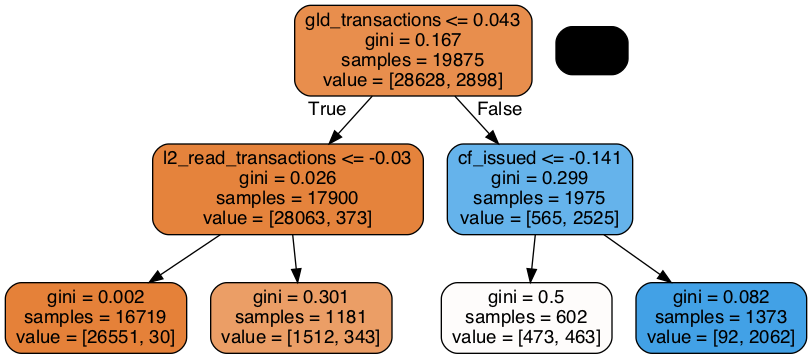 gld_transactions <= 0.043
gini = 0.167
samples = 19875
value = [28628, 2898]
True
False
l2_read_transactions <= -0.03
gini = 0.026
samples = 17900
value = [28063, 373]
cf_issued <= -0.141
gini = 0.299
samples = 1975
value = [565, 2525]
gini = 0.002
samples = 16719
value = [26551, 30]
gini = 0.301
samples = 1181
value = [1512, 343]
gini = 0.5
samples = 602
value = [473, 463]
gini = 0.082
samples = 1373
value = [92, 2062]